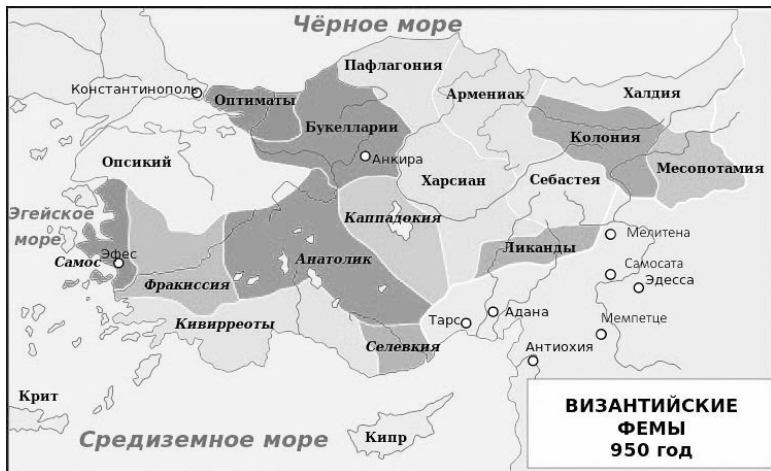 Чёрное море
Пафлагония
Константинополь
Оптиматы
Армениак
Халдия
Букелларии
Колония
Опсикий
Анкира
Месопотамия
Харсиан
Себастея
Эгейское
море
Каппадокия
Мелитена
Самос
Эфес
Анатолик
Ликанды
Самосата
Фракиссия
Эдесса
Кивирреоты
Тарс
Адана
Мемпетце
Селевкия
Антиохия
Крит
Средиземное море
Кипр
ВИЗАНТИЙСКИЕ
ФЕМЫ
950 год